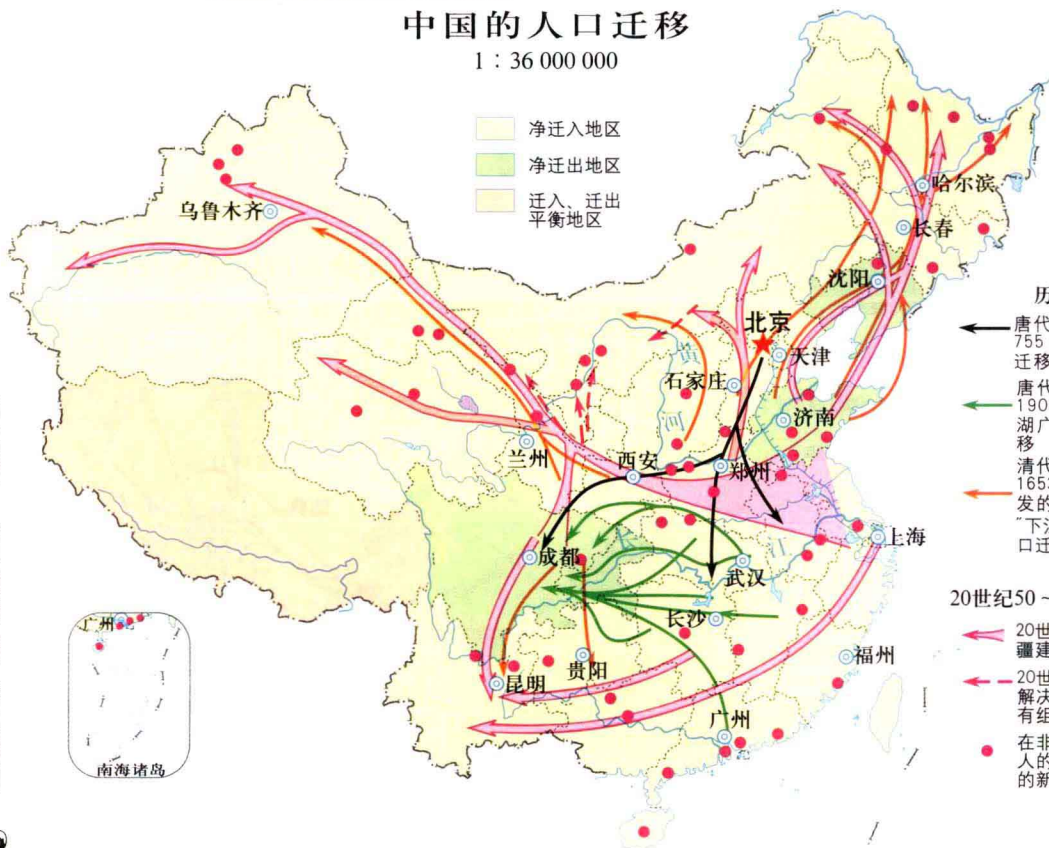 中国的人口迁移
1∶36 000 000
净迁入地区
净迁出地区
迁入、迁出
平衡地区
乌鲁木齐
哈尔滨
长春
沈阳
北京
天津
石家庄
济南
黄
河
兰州
西安
郑州
成都
长
江
武汉
上海
长沙
贵阳
昆明
福州
广州
广州
南海诸岛
历
唐代
755
迁移
唐代
190
湖广
移
清代
1653
发的
"下
口迁
20世纪50~
20世
疆建
20世
解决
有组
在非
人的
的新